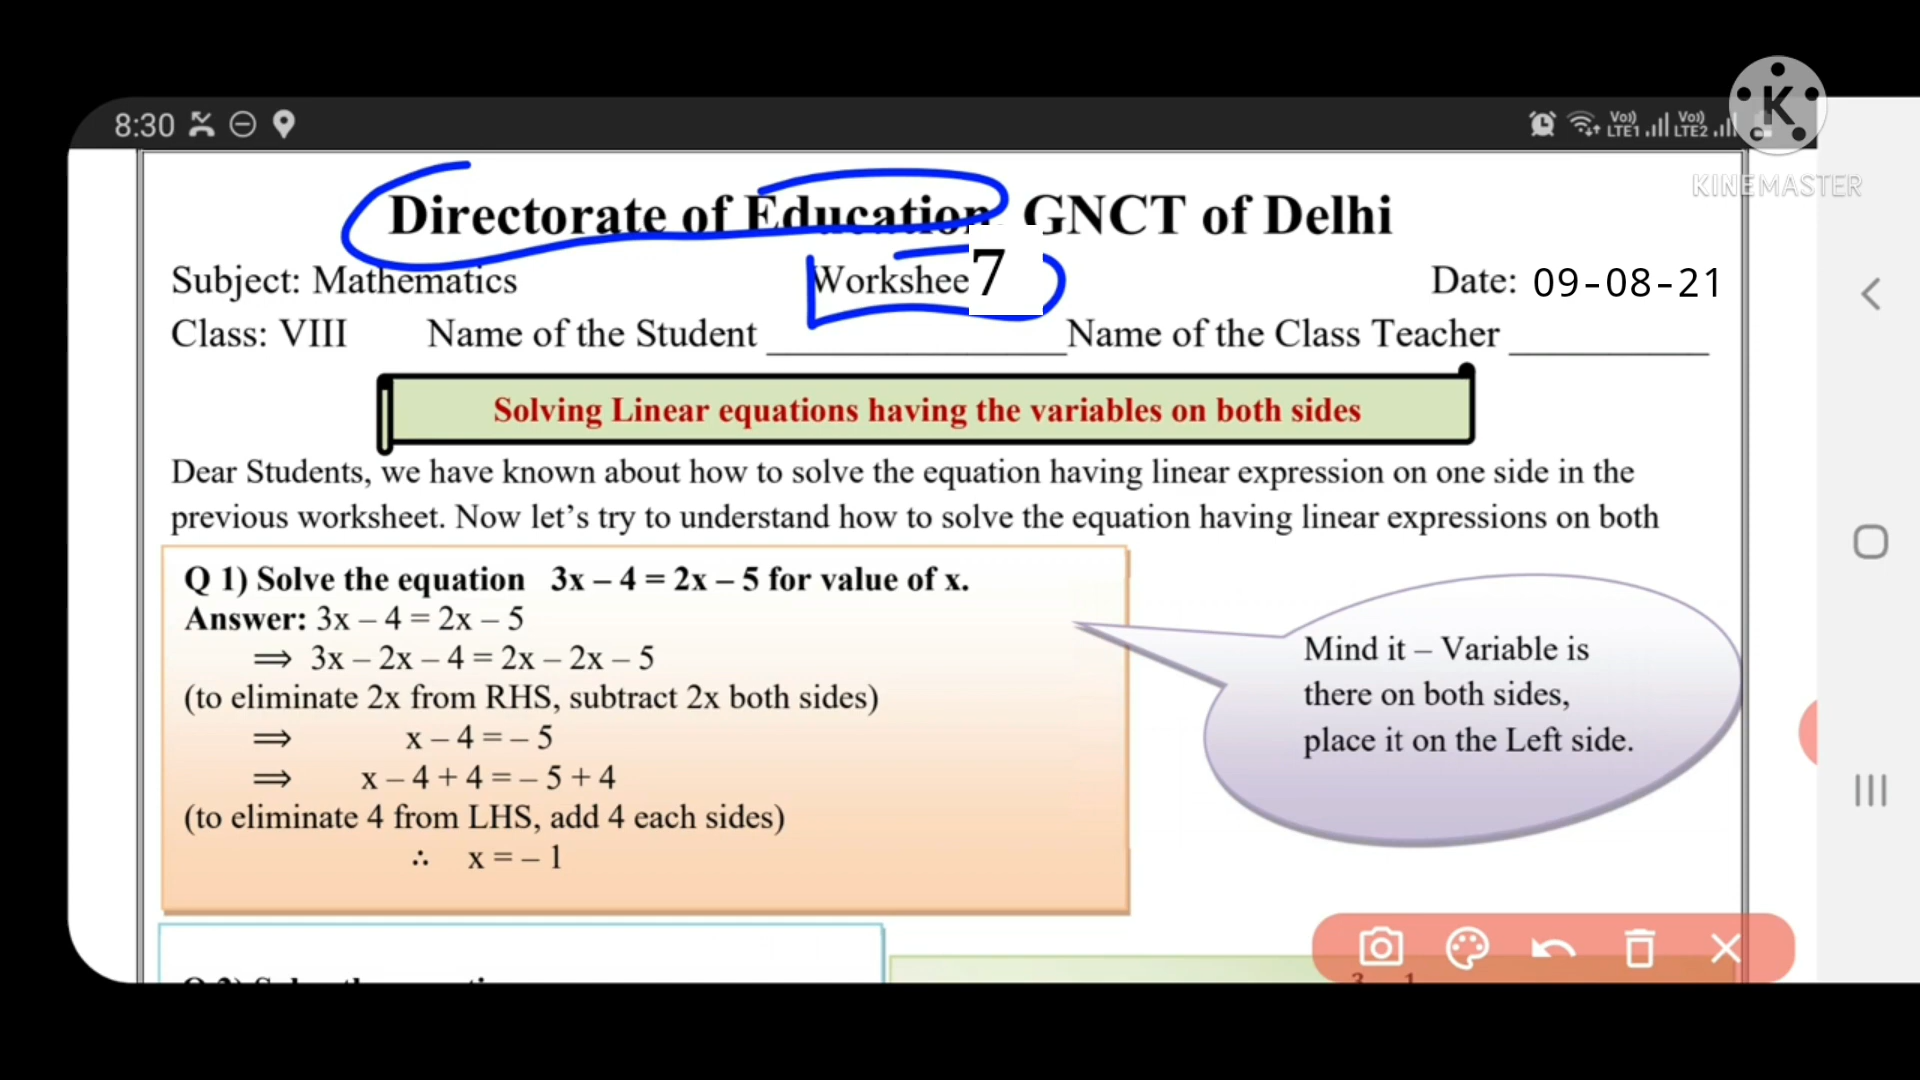 8:30
Vo)) LTE1 Vo)) LTE2
K
KINEMASTER
Directorate of Education, GNCT of Delhi
Subject: Mathematics Workshee 7 Date: 09-08-21
Class: VIII Name of the Student Name of the Class Teacher
Solving Linear equations having the variables on both sides
Dear Students, we have known about how to solve the equation having linear expression on one side in the
previous worksheet. Now let’s try to understand how to solve the equation having linear expressions on both
Q 1) Solve the equation 3x – 4 = 2x – 5 for value of x.
Answer: 3x – 4 = 2x – 5
⟹ 3x – 2x – 4 = 2x – 2x – 5
(to eliminate 2x from RHS, subtract 2x both sides)
⟹ x – 4 = – 5
⟹ x – 4 + 4 = – 5 + 4
(to eliminate 4 from LHS, add 4 each sides)
∴ x = – 1
Mind it – Variable is
there on both sides,
place it on the Left side.